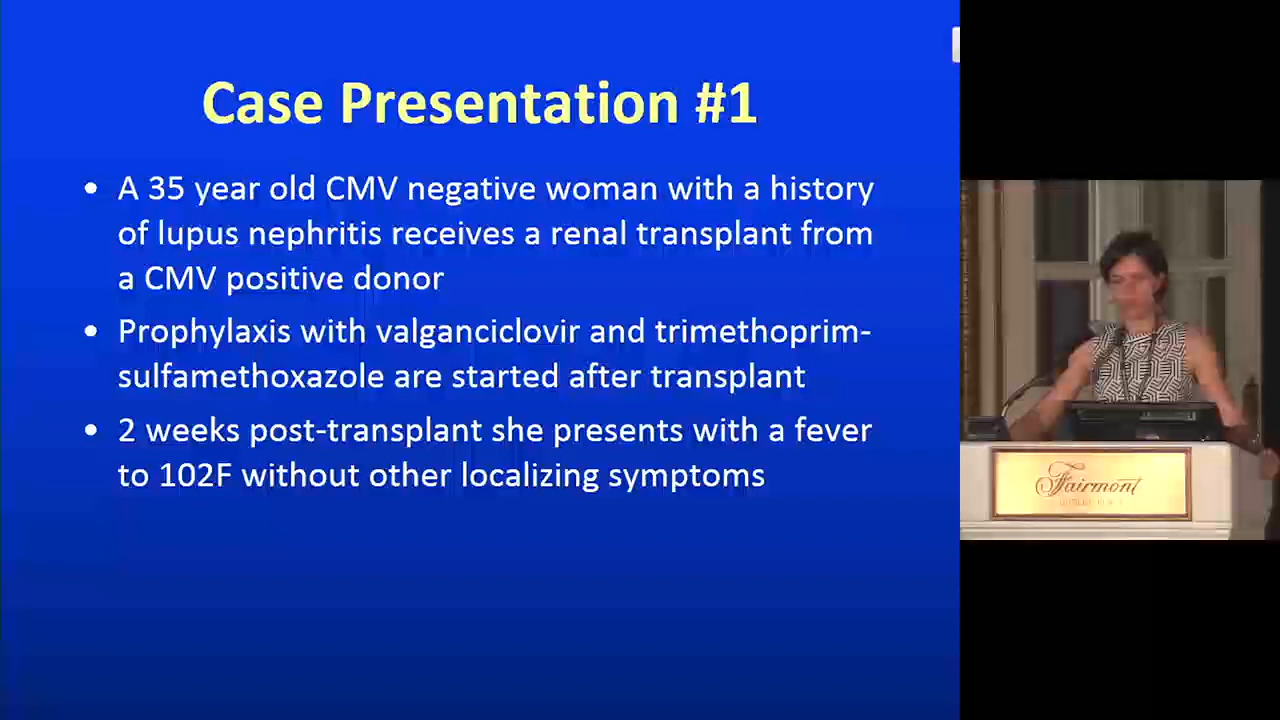 Case Presentation #1
• A 35 year old CMV negative woman with a history
of lupus nephritis receives a renal transplant from
a CMV positive donor
• Prophylaxis with valganciclovir and trimethoprim-
sulfamethoxazole are started after transplant
• 2 weeks post-transplant she presents with a fever
to 102F without other localizing symptoms
Fairmont